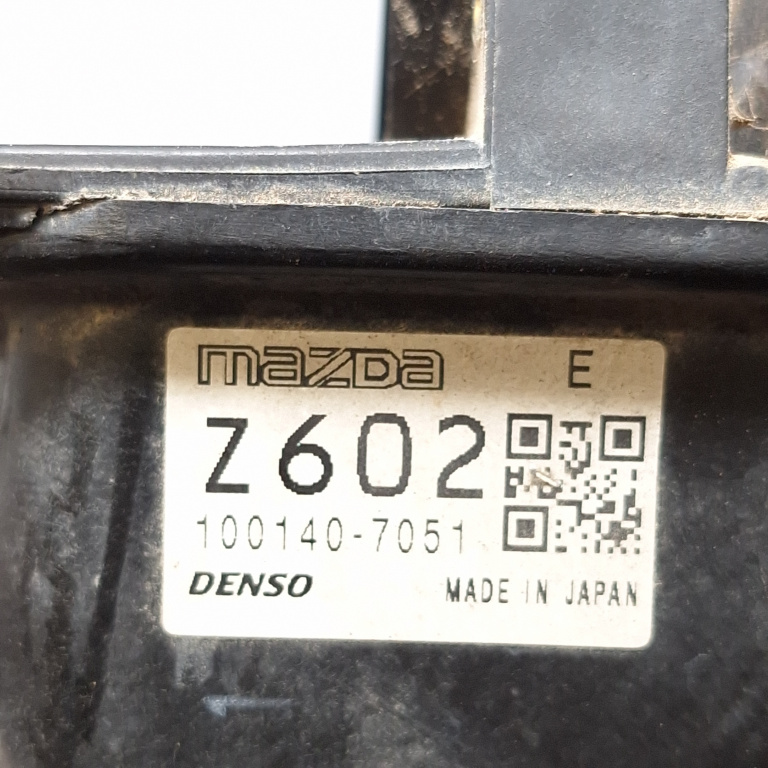 mazda E
Z602
100140-7051
DENSO MADE IN JAPAN